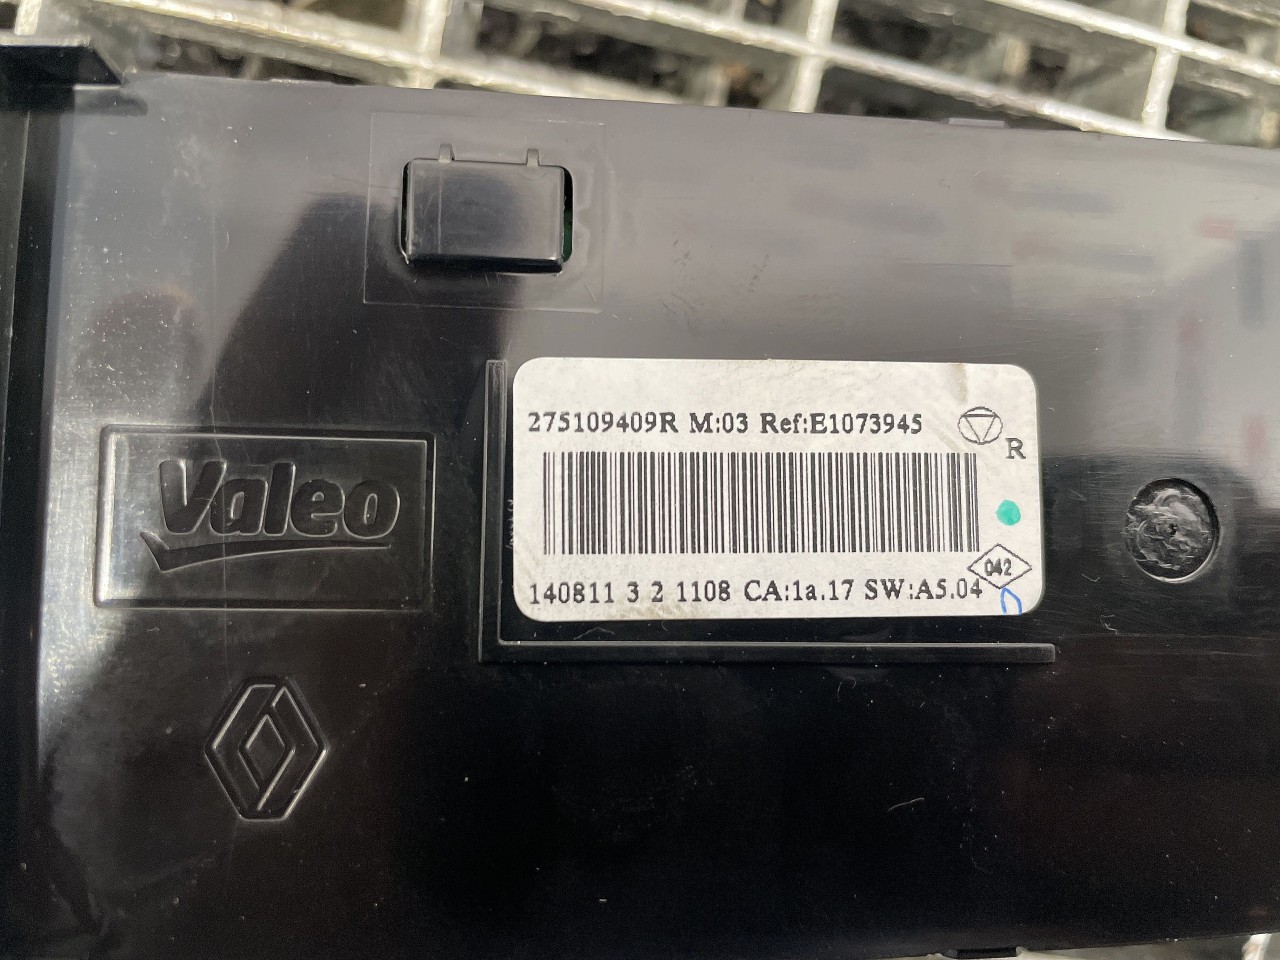 275109409R M:03 Ref:E1073945
R
042
140811 3 2 1108 CA:1a.17 SW:A5.04
Valeo